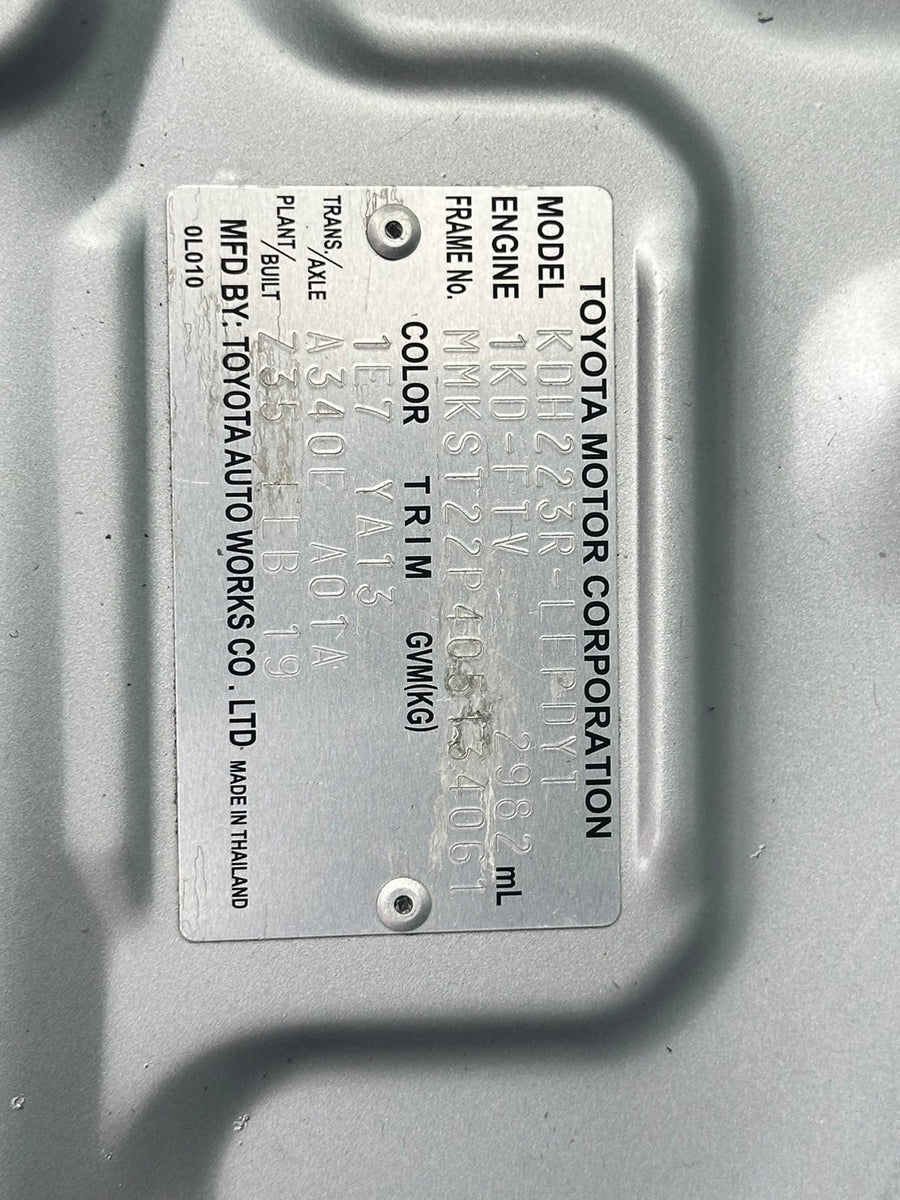 TOYOTA MOTOR CORPORATION
MODEL KDH223R-LEPDYT
ENGINE 1KD-FTV 2982 mL
FRAME No. MMKST22P405134061
COLOR TRIM GVM(KG)
1E7 YA13
TRANS./AXLE A340E A01A
PLANT/BUILT Z35 FEB 19
MFD BY: TOYOTA AUTO WORKS CO. LTD. MADE IN THAILAND
0L010